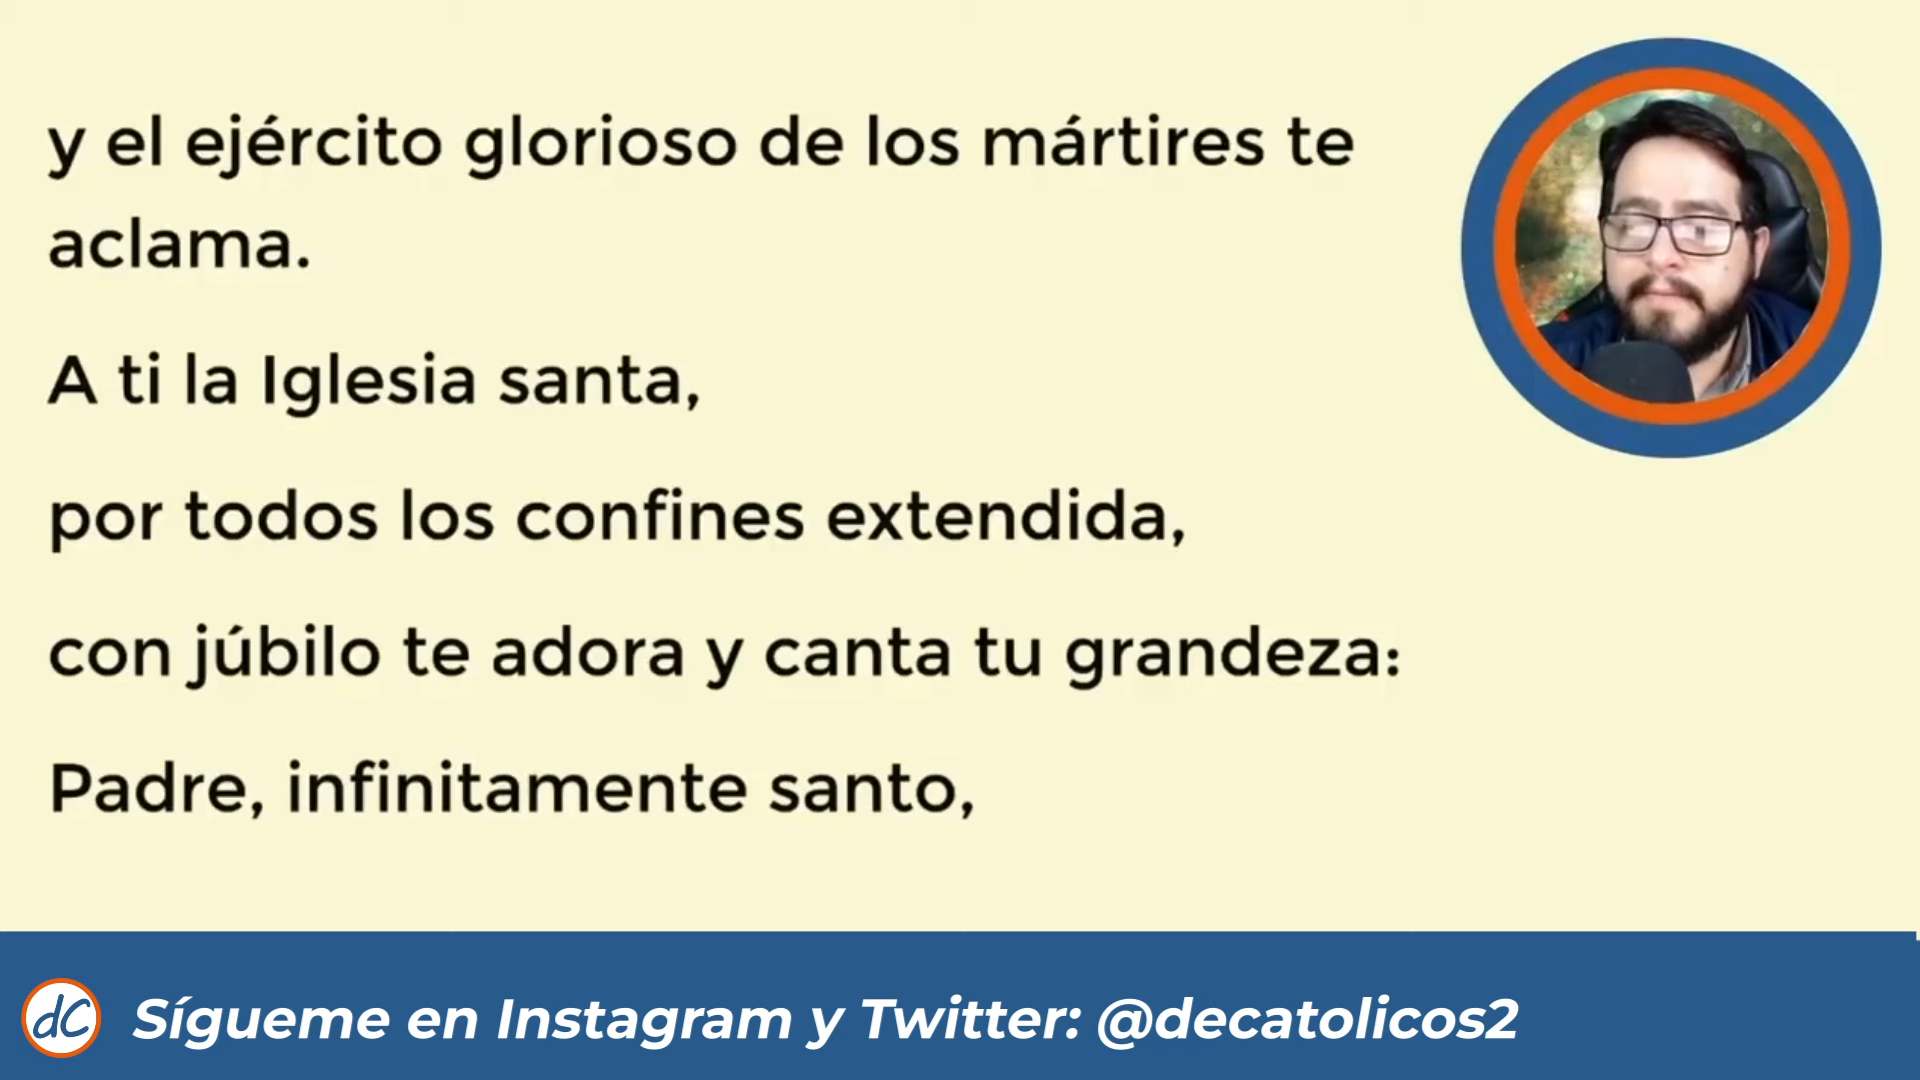 y el ejército glorioso de los mártires te
aclama.
A ti la Iglesia santa,
por todos los confines extendida,
con júbilo te adora y canta tu grandeza:
Padre, infinitamente santo,
dC Sígueme en Instagram y Twitter: @decatolicos2